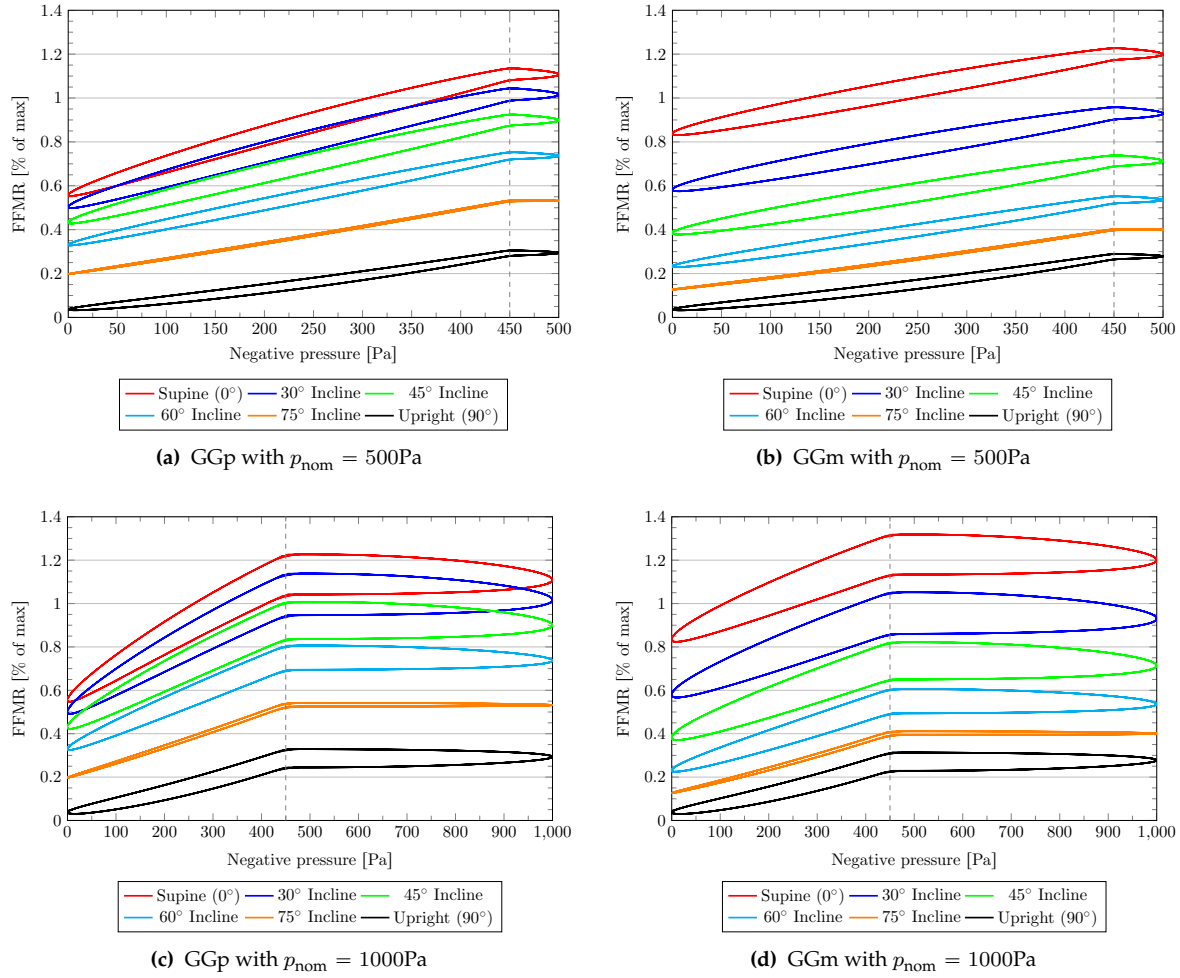 1.4
1.2
1
0.8
0.6
0.4
0.2
0
FFMR [% of max]
0 50 100 150 200 250 300 350 400 450 500
Negative pressure [Pa]
Supine (0°) 30° Incline 45° Incline
60° Incline 75° Incline Upright (90°)
(a) GGp with p_nom = 500Pa
1.4
1.2
1
0.8
0.6
0.4
0.2
0
FFMR [% of max]
0 50 100 150 200 250 300 350 400 450 500
Negative pressure [Pa]
Supine (0°) 30° Incline 45° Incline
60° Incline 75° Incline Upright (90°)
(b) GGm with p_nom = 500Pa
1.4
1.2
1
0.8
0.6
0.4
0.2
0
FFMR [% of max]
0 100 200 300 400 500 600 700 800 900 1,000
Negative pressure [Pa]
Supine (0°) 30° Incline 45° Incline
60° Incline 75° Incline Upright (90°)
(c) GGp with p_nom = 1000Pa
1.4
1.2
1
0.8
0.6
0.4
0.2
0
FFMR [% of max]
0 100 200 300 400 500 600 700 800 900 1,000
Negative pressure [Pa]
Supine (0°) 30° Incline 45° Incline
60° Incline 75° Incline Upright (90°)
(d) GGm with p_nom = 1000Pa